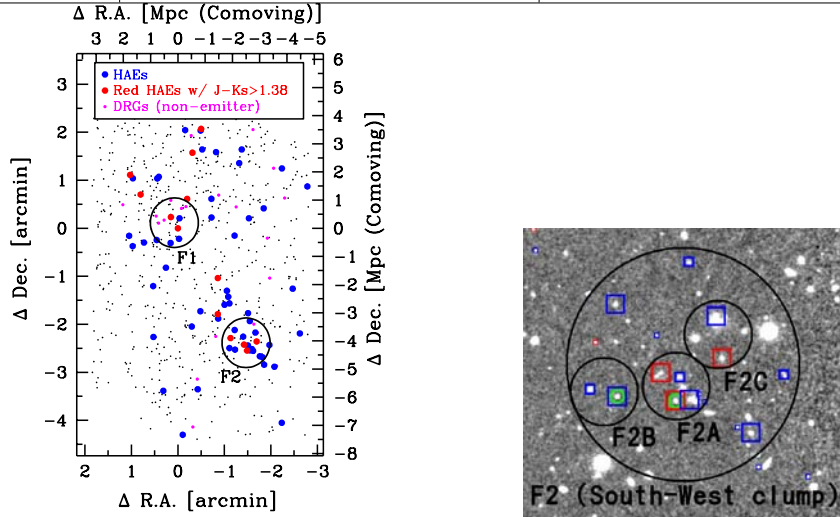 Δ R.A. [Mpc (Comoving)]
3 2 1 0 -1 -2 -3 -4 -5
HAEs
Red HAEs w/ J-Ks>1.38
DRGs (non-emitter)
3
2
1
0
-1
-2
-3
-4
Δ Dec. [arcmin]
6
5
4
3
2
1
0
-1
-2
-3
-4
-5
-6
-7
-8
Δ Dec. [Mpc (Comoving)]
F1
F2
2 1 0 -1 -2 -3
Δ R.A. [arcmin]
F2C
F2A
F2B
F2 (South-West clump)